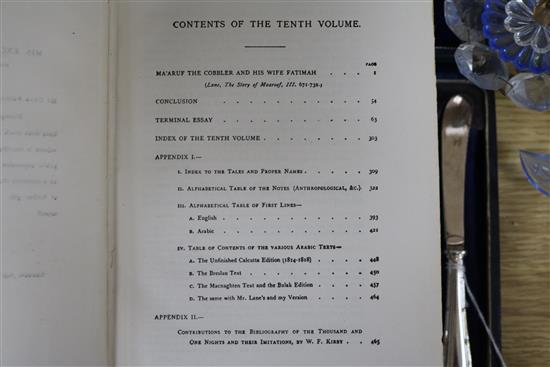 CONTENTS OF THE TENTH VOLUME.
PAGE
MA'ARUF THE COBBLER AND HIS WIFE FATIMAH . . . 1
(Lane, The Story of Maaroof, III. 671-732.)
CONCLUSION . . . . . . . . . . 54
TERMINAL ESSAY . . . . . . . . . 63
INDEX OF THE TENTH VOLUME . . . . . . . . 303
APPENDIX I.—
I. INDEX TO THE TALES AND PROPER NAMES . . . . . 309
II. ALPHABETICAL TABLE OF THE NOTES (ANTHROPOLOGICAL, &C.) 322
III. ALPHABETICAL TABLE OF FIRST LINES—
A. English . . . . . . . . . . 393
B. Arabic . . . . . . . . . . 421
IV. TABLE OF CONTENTS OF THE VARIOUS ARABIC TEXTS—
A. The Unfinished Calcutta Edition (1814-1818) . . . . 448
B. The Breslau Text . . . . . . . . 450
C. The Macnaghten Text and the Bulak Edition . . . . 457
D. The same with Mr. Lane's and my Version . . . . 464
APPENDIX II.—
CONTRIBUTIONS TO THE BIBLIOGRAPHY OF THE THOUSAND AND
ONE NIGHTS AND THEIR IMITATIONS, BY W. F. KIRBY . . 465